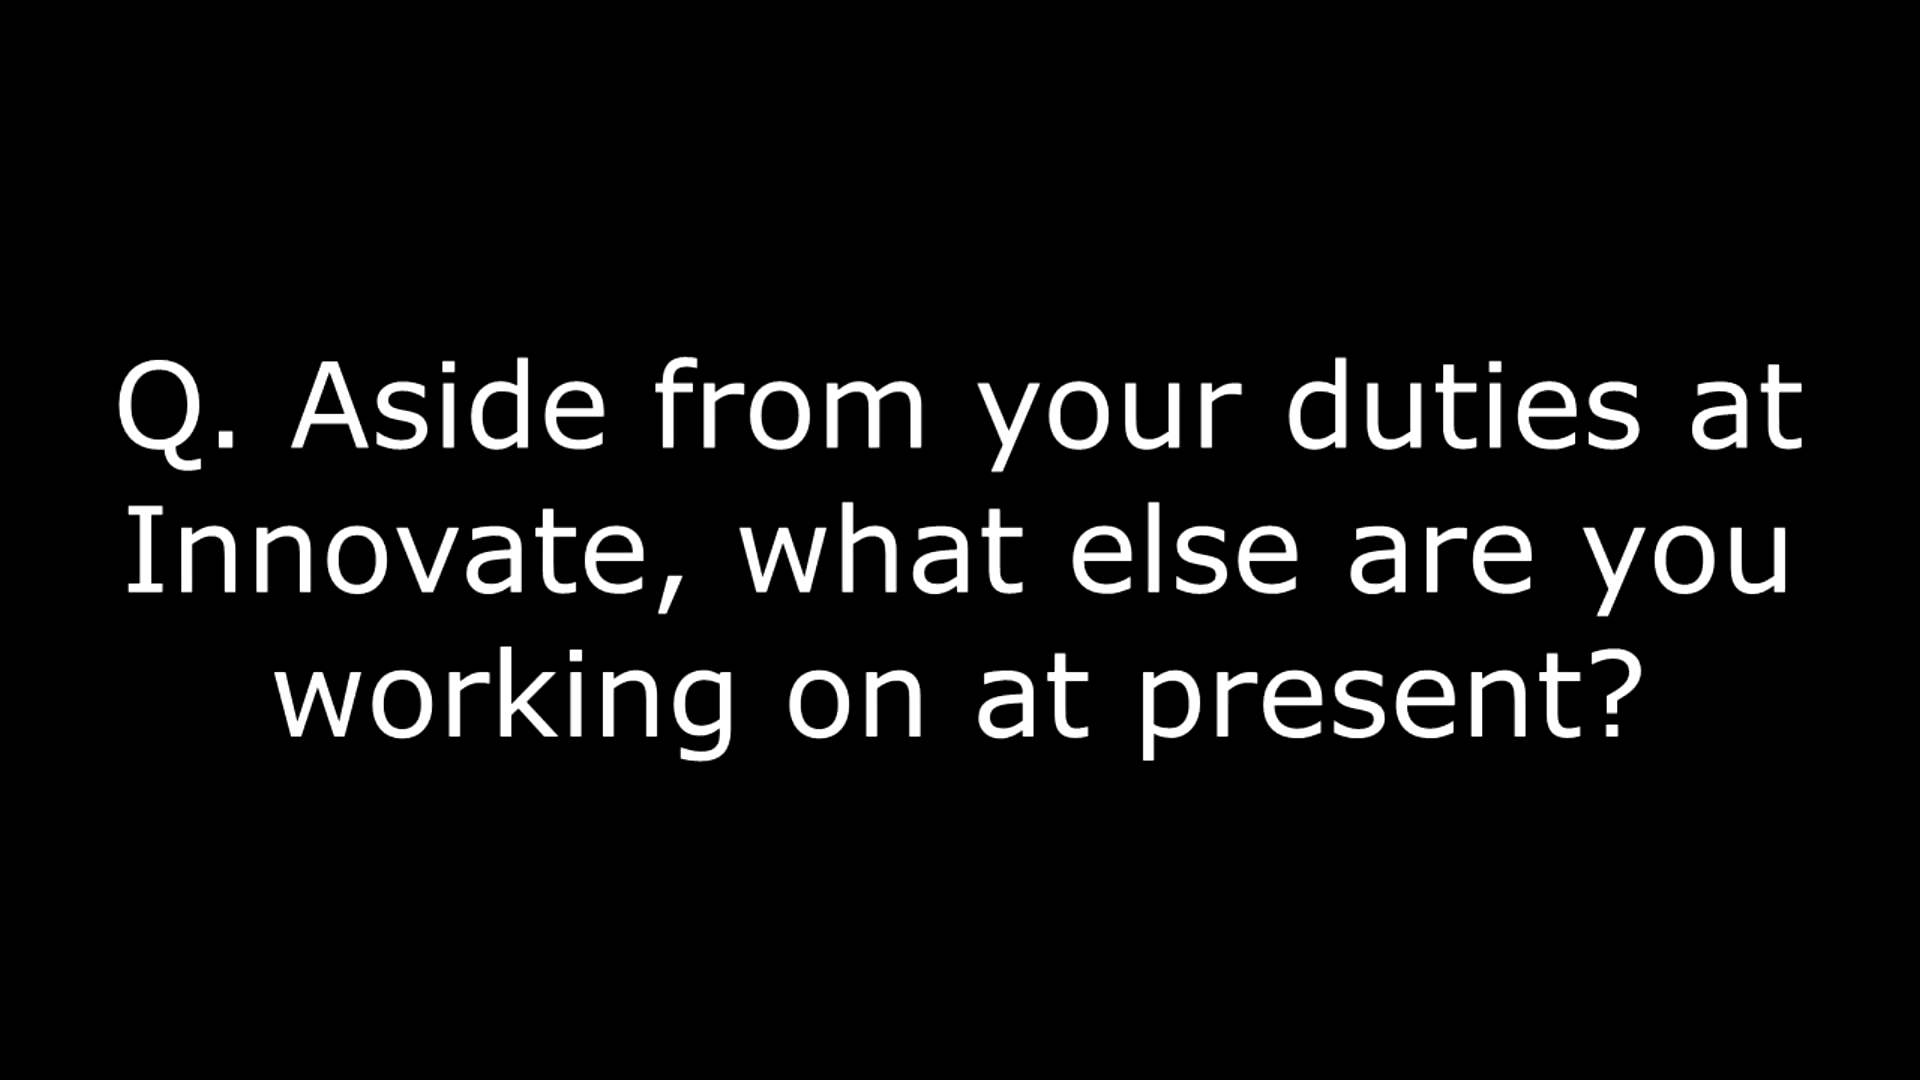 Q. Aside from your duties at
Innovate, what else are you
working on at present?